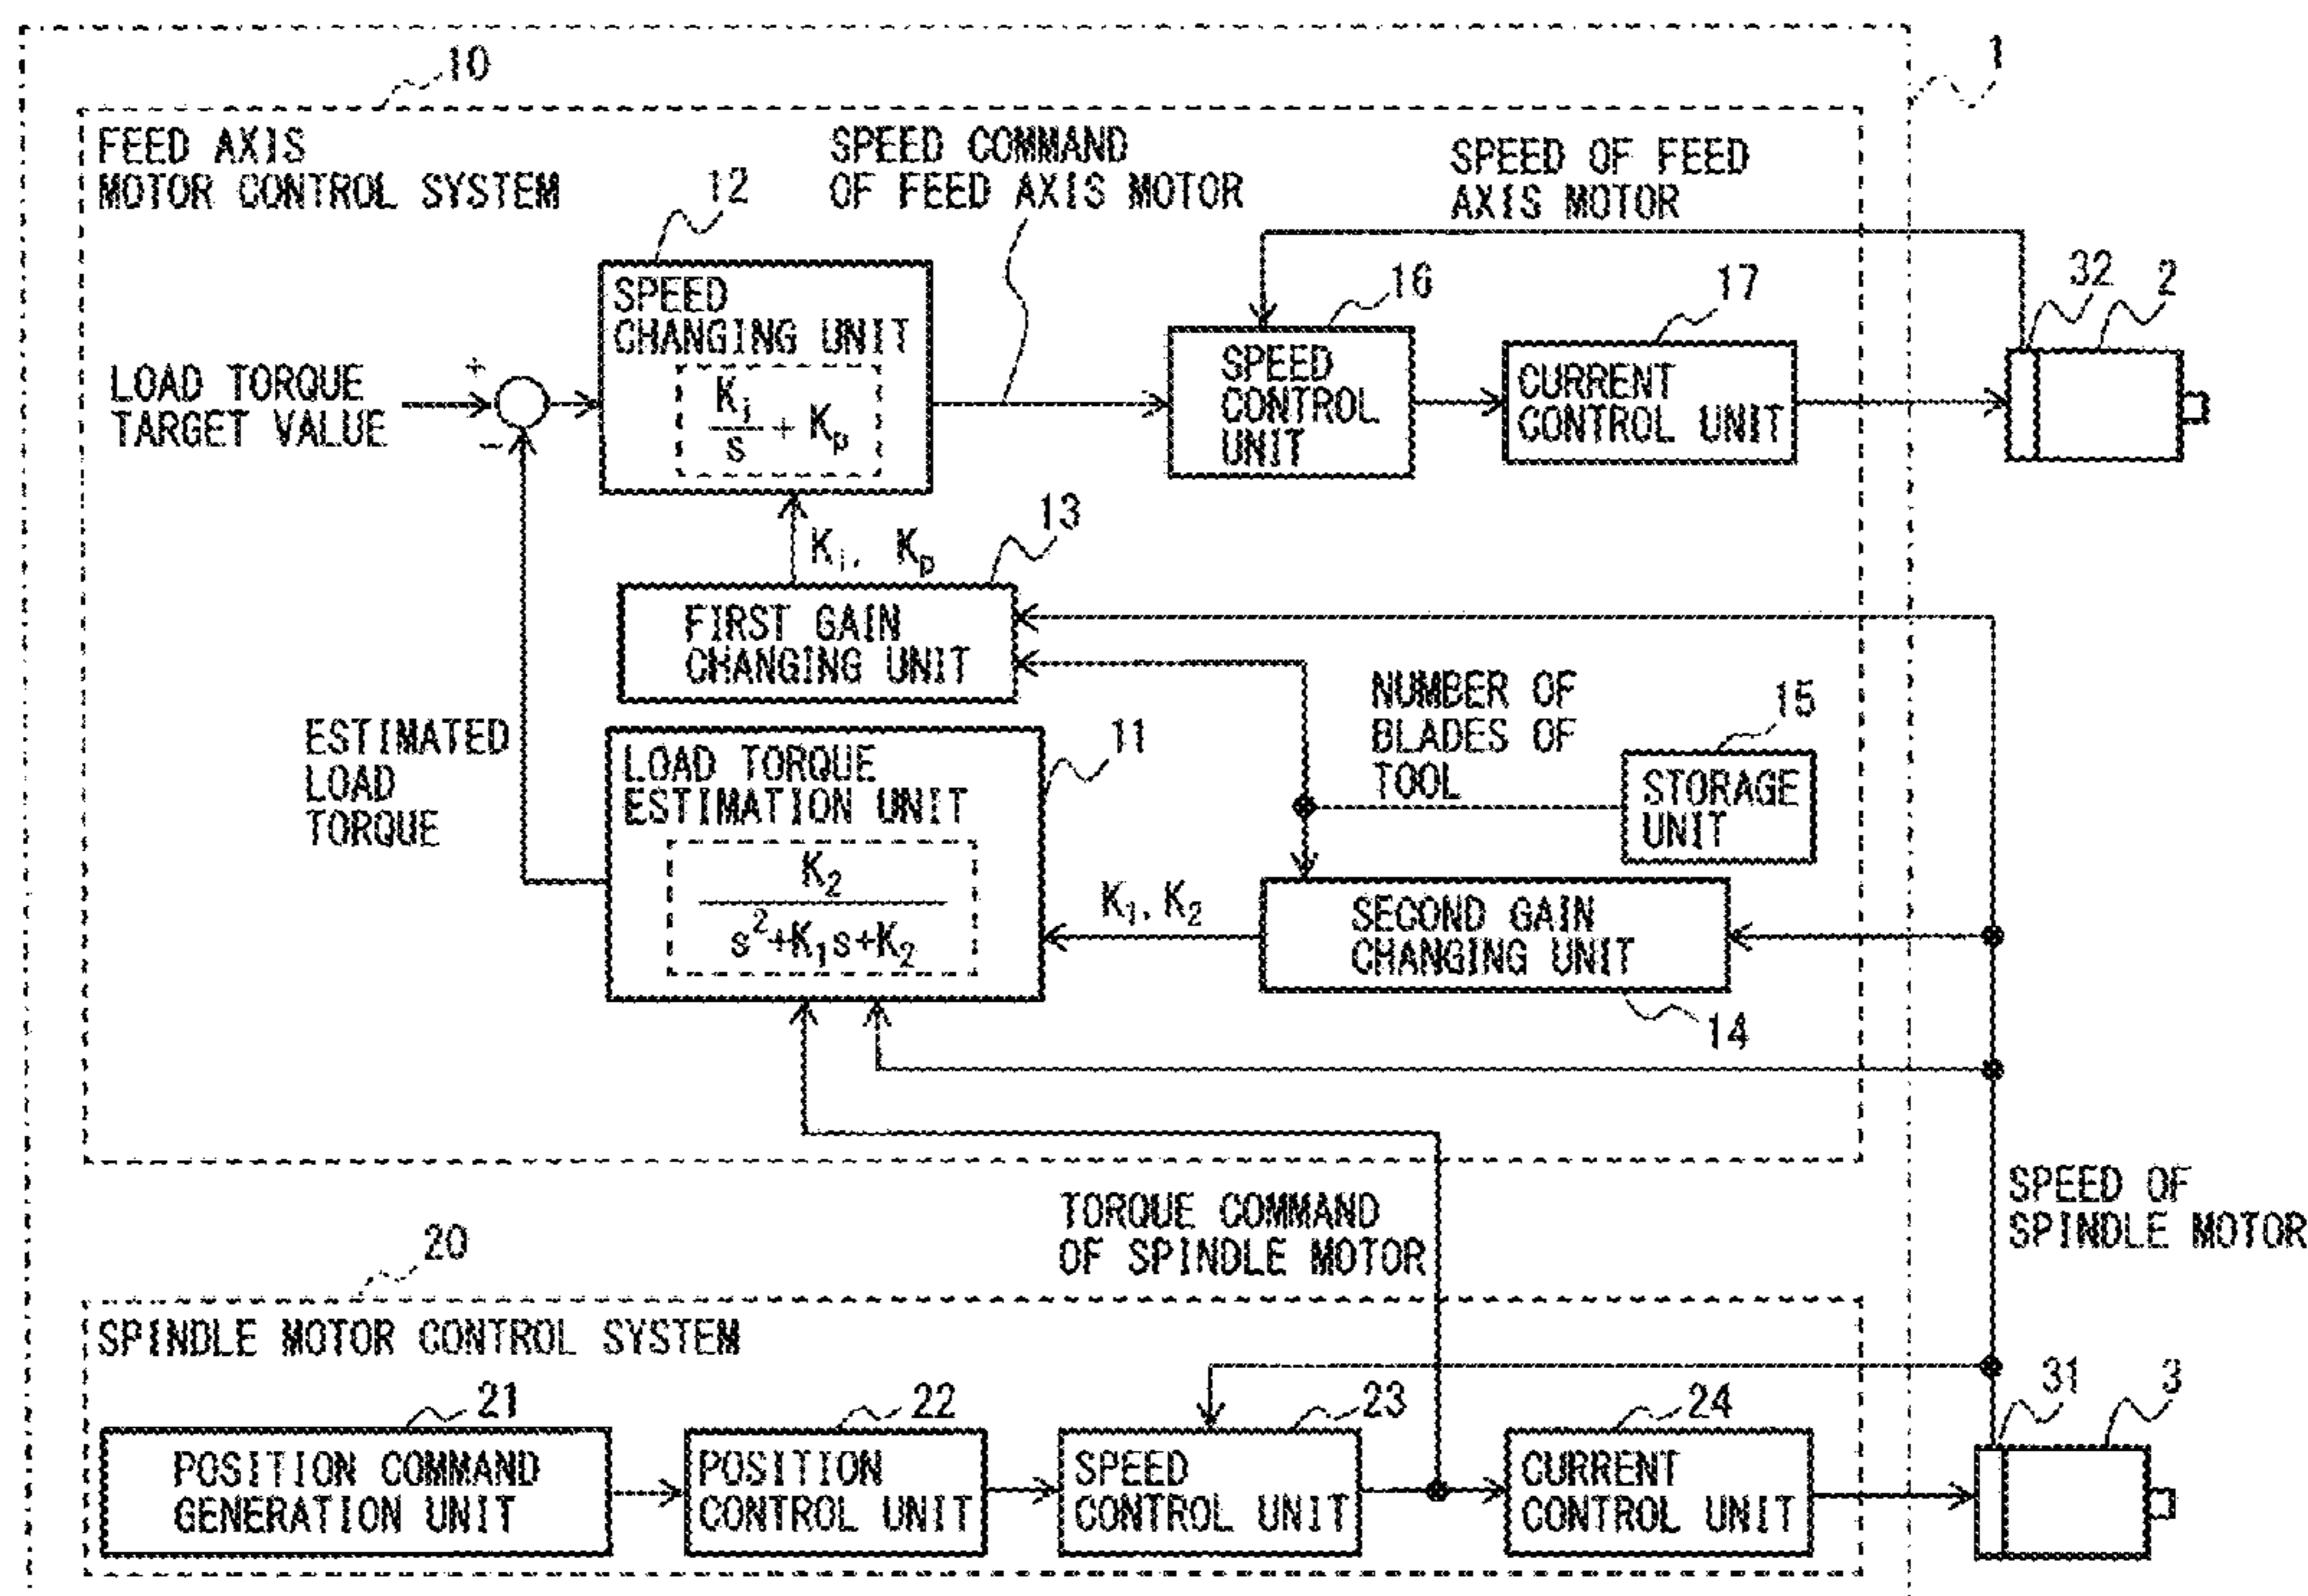 1
10
FEED AXIS
MOTOR CONTROL SYSTEM
12
SPEED COMMAND
OF FEED AXIS MOTOR
SPEED OF FEED
AXIS MOTOR
SPEED
CHANGING UNIT
Ki
s
+ Kp
16
17
32
2
LOAD TORQUE
TARGET VALUE
+
-
SPEED
CONTROL
UNIT
CURRENT
CONTROL UNIT
Ki, Kp
13
FIRST GAIN
CHANGING UNIT
NUMBER OF
BLADES OF
TOOL
15
STORAGE
UNIT
ESTIMATED
LOAD
TORQUE
11
LOAD TORQUE
ESTIMATION UNIT
K2
s²+K1s+K2
K1, K2
SECOND GAIN
CHANGING UNIT
14
TORQUE COMMAND
OF SPINDLE MOTOR
SPEED OF
SPINDLE MOTOR
20
SPINDLE MOTOR CONTROL SYSTEM
21
22
23
24
31
3
POSITION COMMAND
GENERATION UNIT
POSITION
CONTROL UNIT
SPEED
CONTROL UNIT
CURRENT
CONTROL UNIT